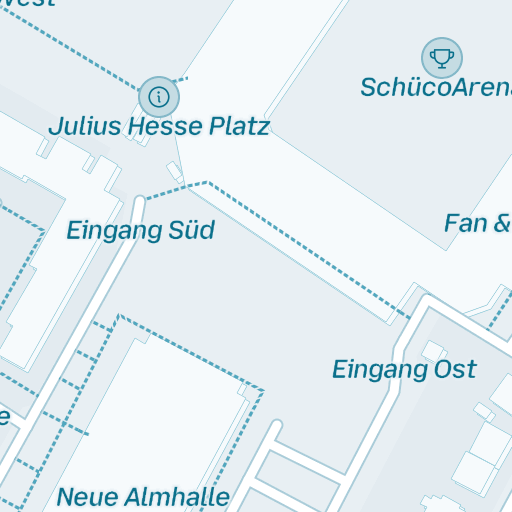 SchücoArena
Julius Hesse Platz
Eingang Süd
Fan &
Eingang Ost
Neue Almhalle